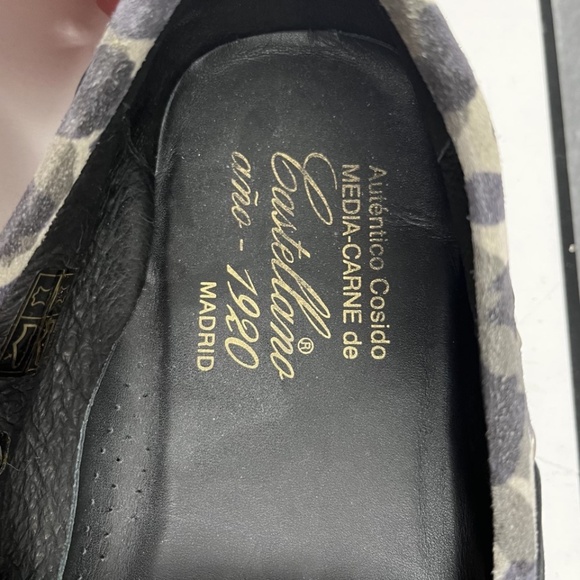 Auténtico Cosido
MEDIA-CARNE de
Castellano®
año - 1920
MADRID